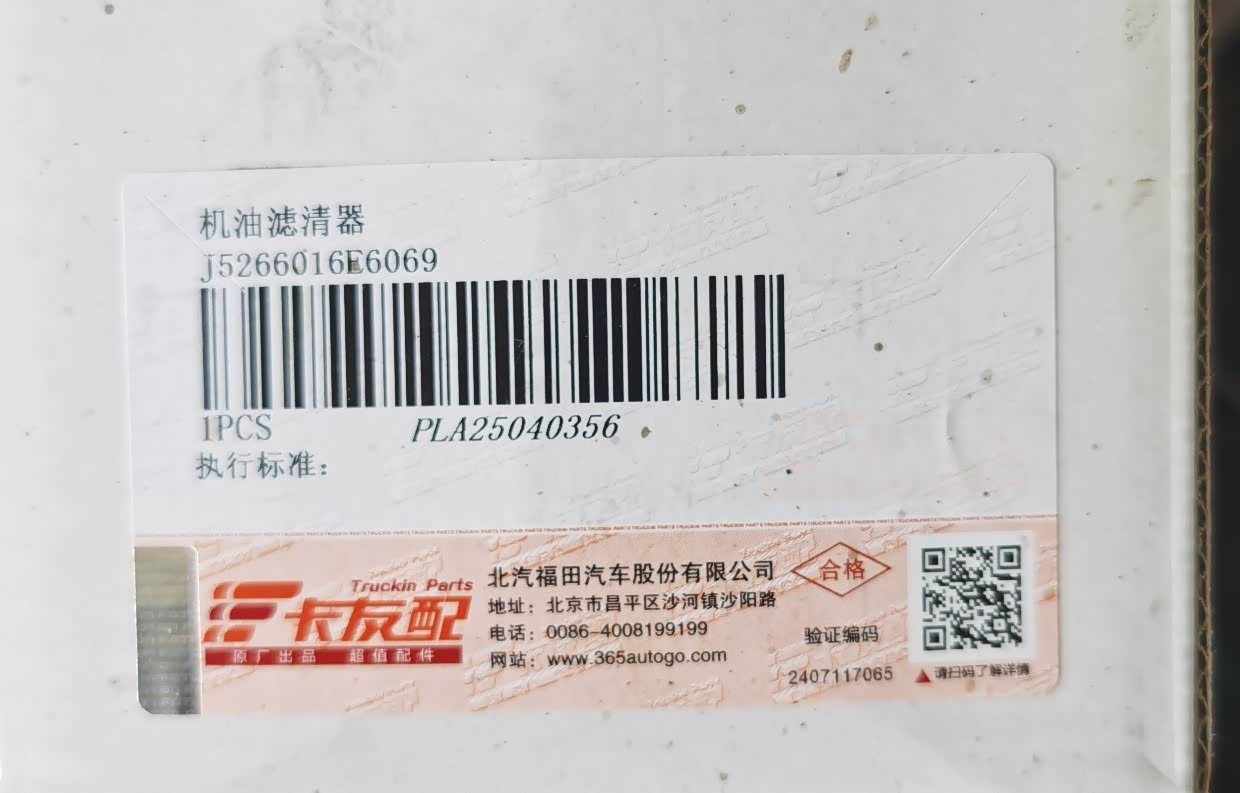 机油滤清器
J5266016E6069
1PCS PLA25040356
执行标准：
Truckin Parts
卡友配
原厂出品 超值配件
北汽福田汽车股份有限公司
地址：北京市昌平区沙河镇沙阳路
电话：0086-4008199199
网站：www.365autogo.com
合格
验证编码
2407117065
请扫码了解详情